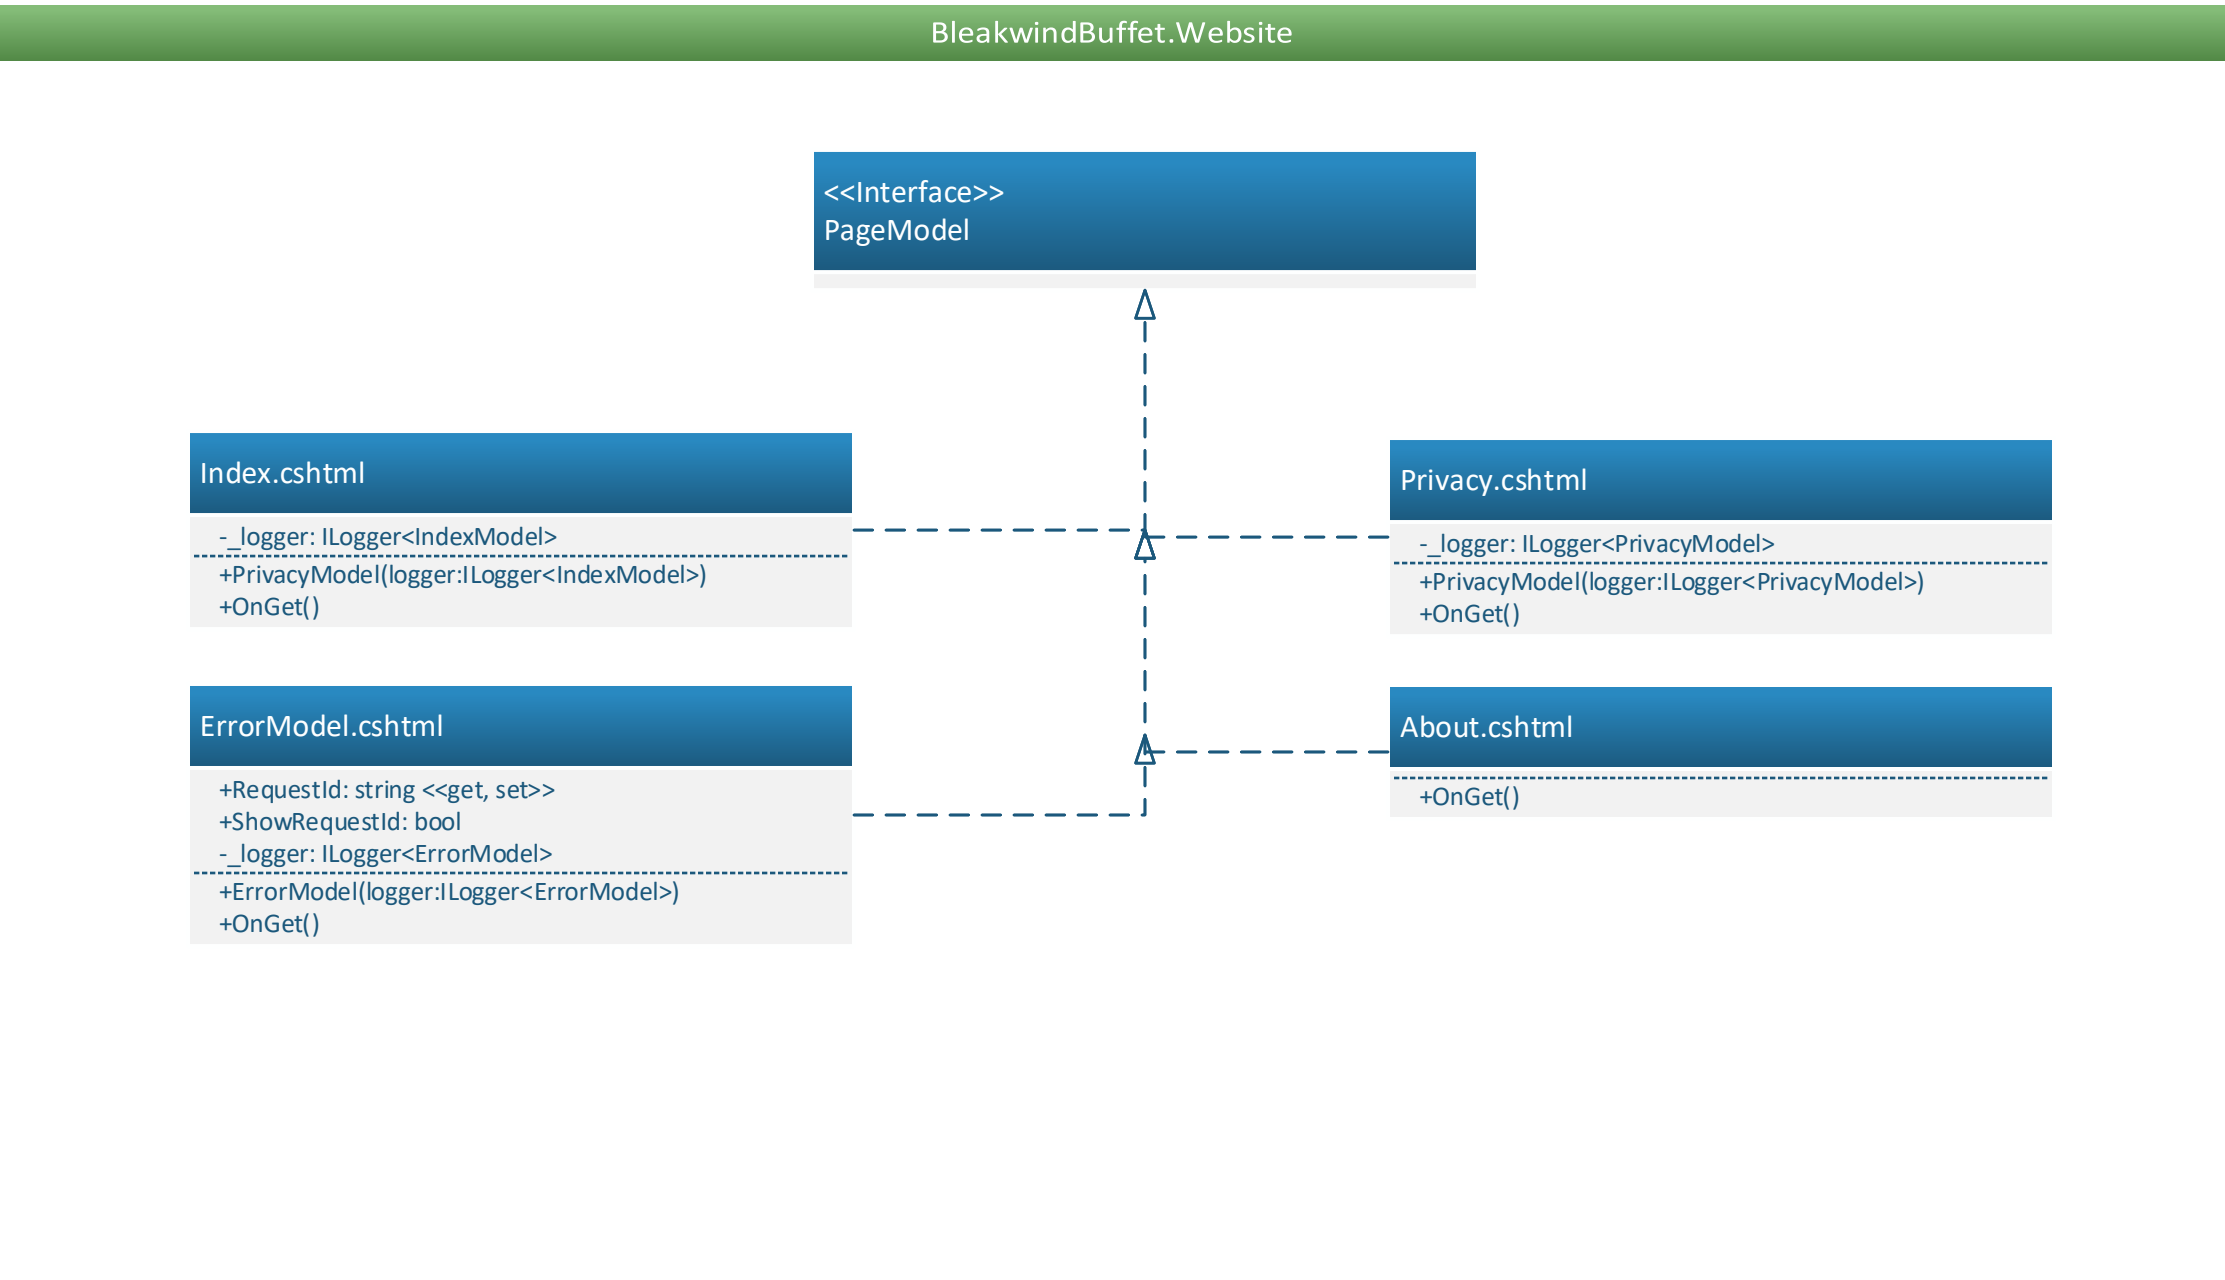 BleakwindBuffet.Website
<<Interface>>
PageModel
Index.cshtml
-_logger: ILogger<IndexModel>
+PrivacyModel(logger:ILogger<IndexModel>)
+OnGet()
Privacy.cshtml
-_logger: ILogger<PrivacyModel>
+PrivacyModel(logger:ILogger<PrivacyModel>)
+OnGet()
ErrorModel.cshtml
+RequestId: string <<get, set>>
+ShowRequestId: bool
-_logger: ILogger<ErrorModel>
+ErrorModel(logger:ILogger<ErrorModel>)
+OnGet()
About.cshtml
+OnGet()